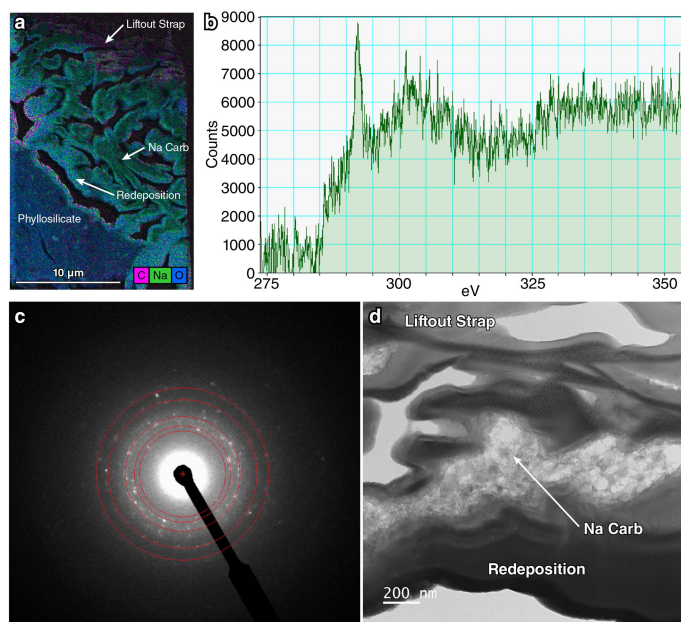 a
Liftout Strap
Na Carb
Redeposition
Phyllosilicate
10 µm
C Na O
b
9000
8000
7000
6000
5000
4000
3000
2000
1000
0
Counts
275 300 325 350
eV
c
d
Liftout Strap
Na Carb
Redeposition
200 nm